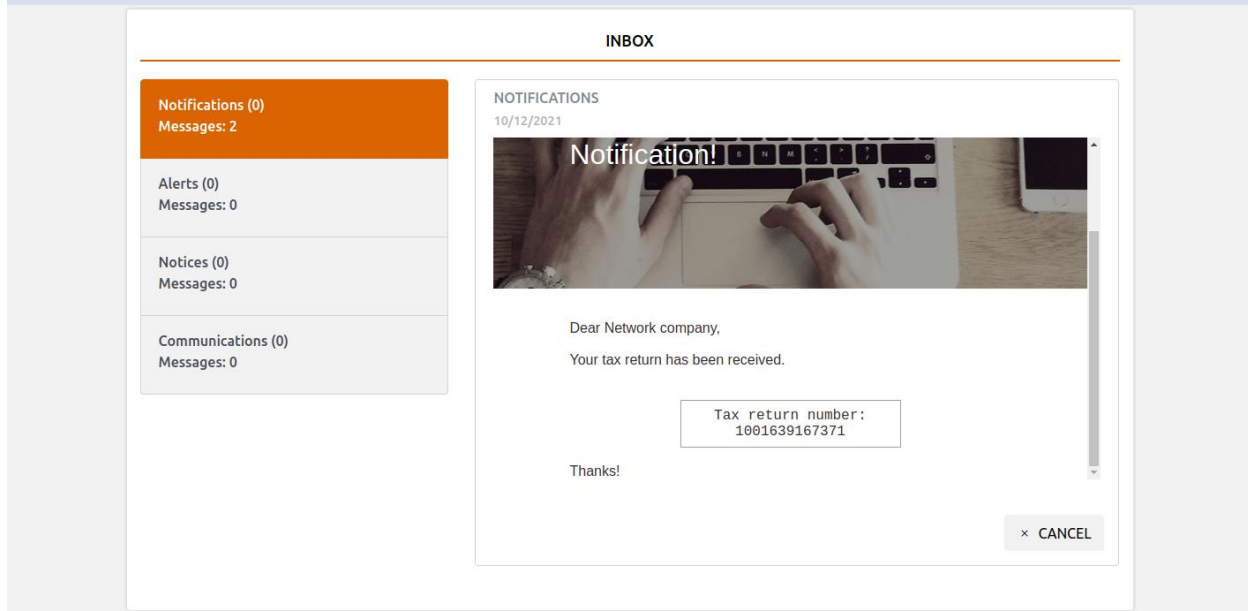 INBOX
Notifications (0)
Messages: 2
Alerts (0)
Messages: 0
Notices (0)
Messages: 0
Communications (0)
Messages: 0
NOTIFICATIONS
10/12/2021
Notification!
B N M
Dear Network company,
Your tax return has been received.
Tax return number:
1001639167371
Thanks!
× CANCEL